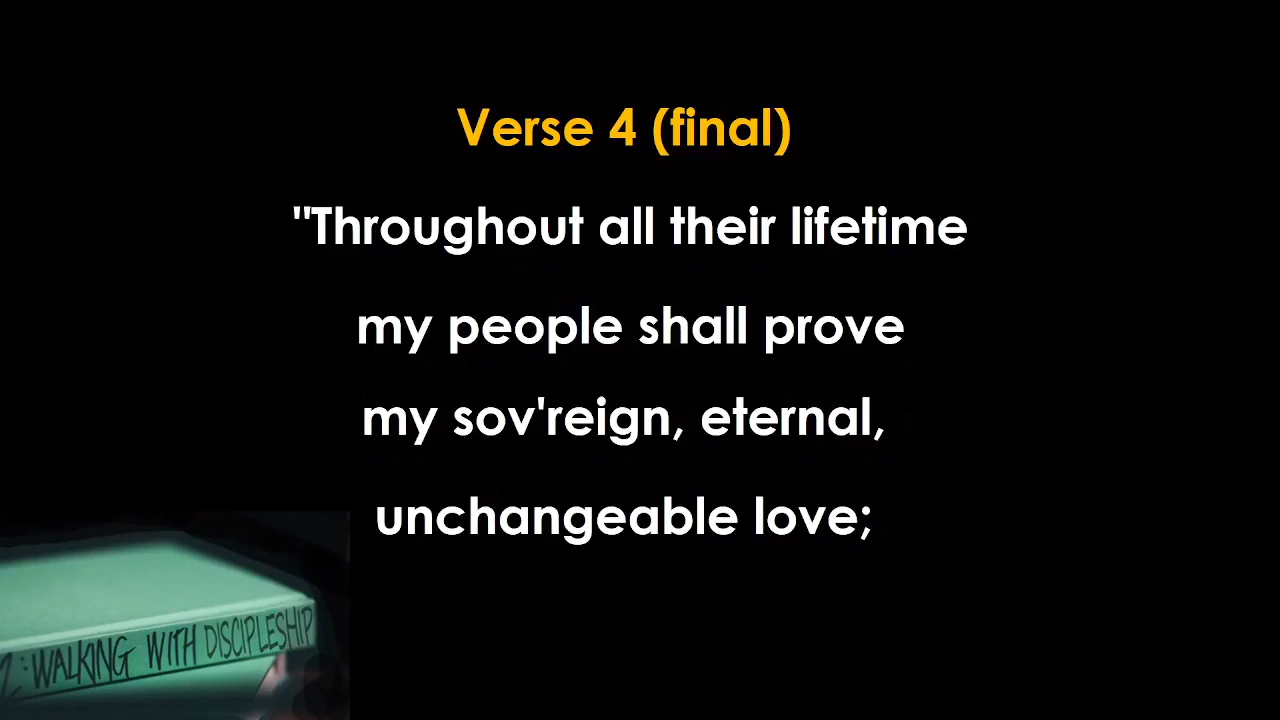 Verse 4 (final)
"Throughout all their lifetime
my people shall prove
my sov'reign, eternal,
unchangeable love;
2: WALKING WITH DISCIPLESHIP